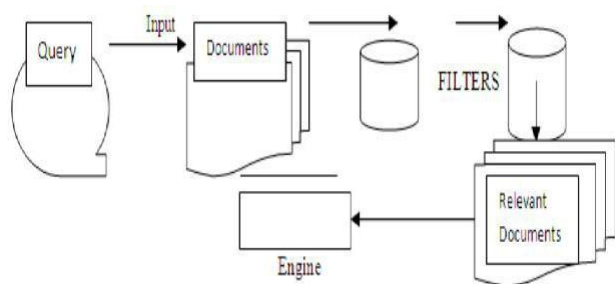 Query
Input
Documents
FILTERS
Relevant
Documents
Engine